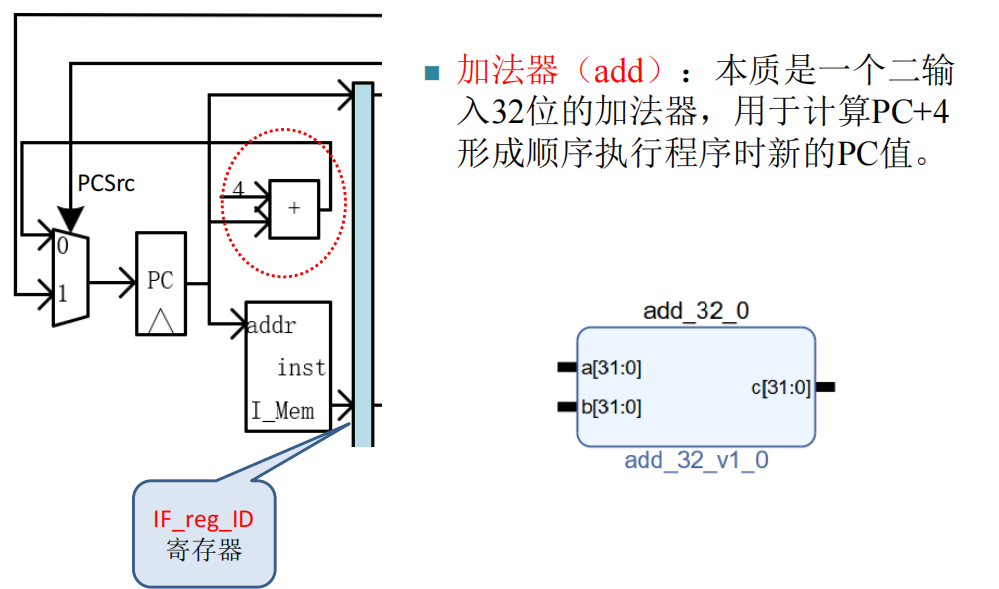 加法器（add）：本质是一个二输
入32位的加法器，用于计算PC+4
形成顺序执行程序时新的PC值。
PCSrc
4
+
0
1
PC
addr
inst
I_Mem
IF_reg_ID
寄存器
add_32_0
a[31:0]
b[31:0]
c[31:0]
add_32_v1_0